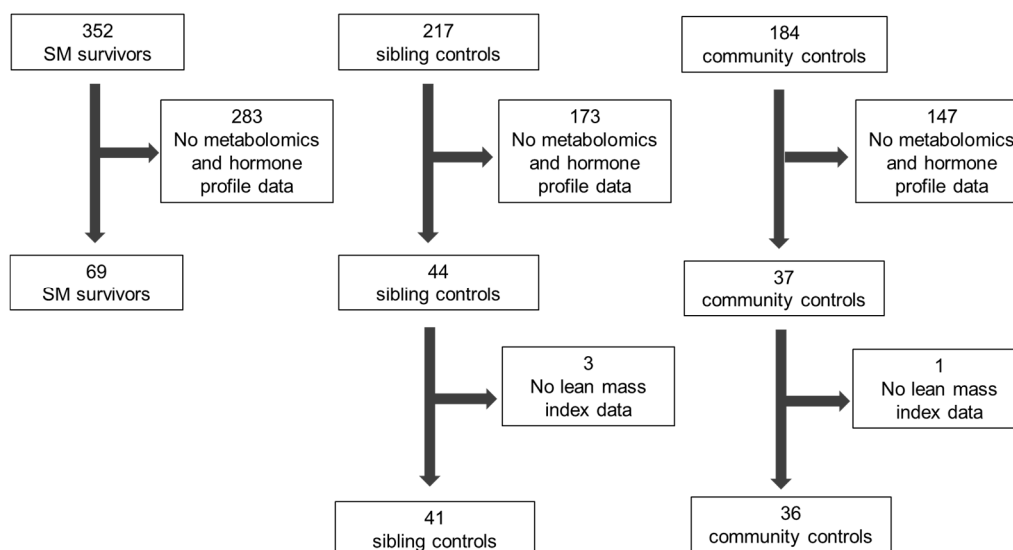 352
SM survivors
217
sibling controls
184
community controls
283
No metabolomics
and hormone
profile data
173
No metabolomics
and hormone
profile data
147
No metabolomics
and hormone
profile data
69
SM survivors
44
sibling controls
37
community controls
3
No lean mass
index data
1
No lean mass
index data
41
sibling controls
36
community controls